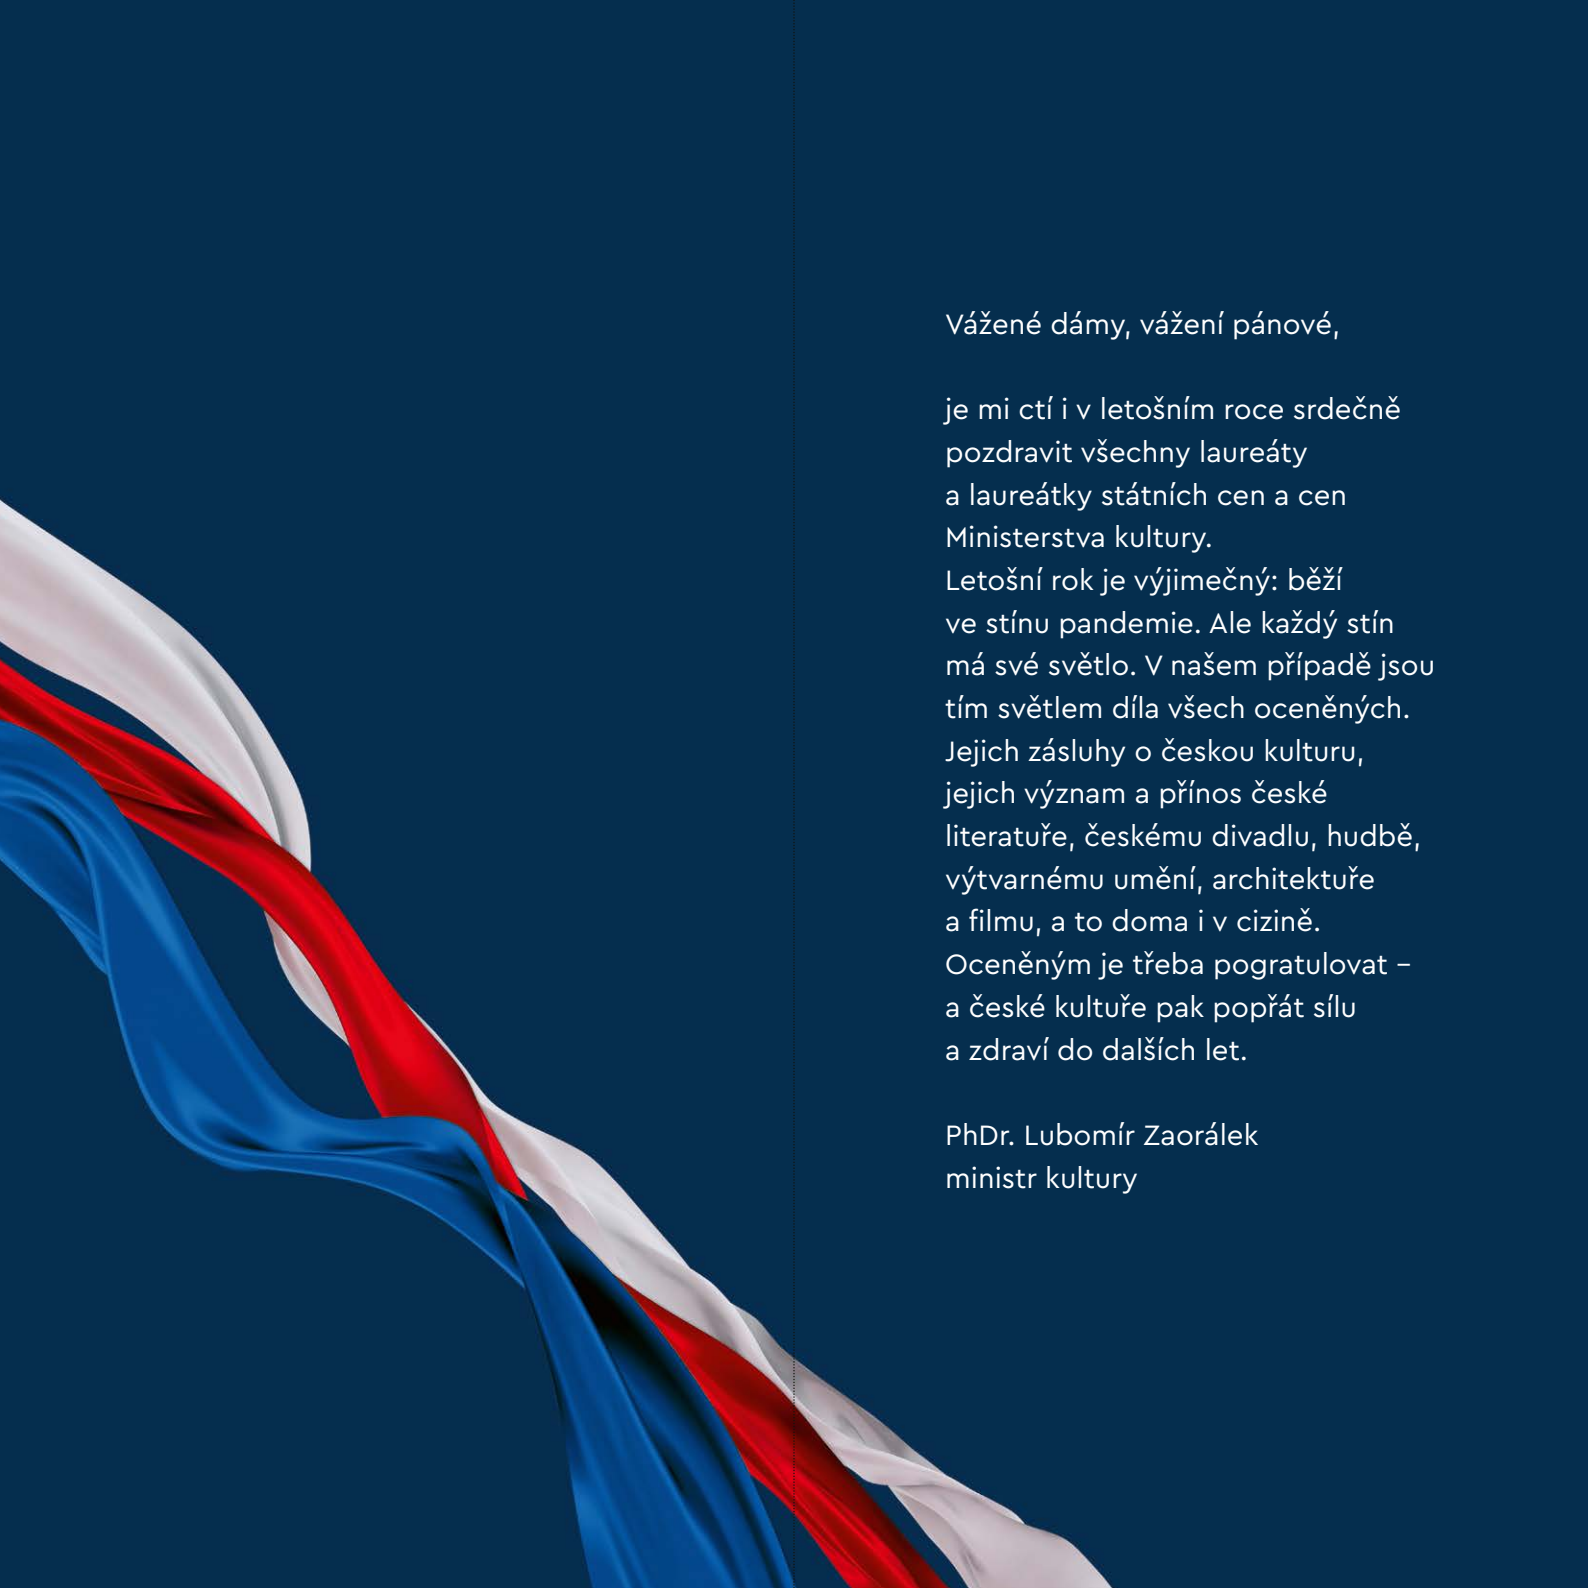 Vážené dámy, vážení pánové,
je mi ctí i v letošním roce srdečně
pozdravit všechny laureáty
a laureátky státních cen a cen
Ministerstva kultury.
Letošní rok je výjimečný: běží
ve stínu pandemie. Ale každý stín
má své světlo. V našem případě jsou
tím světlem díla všech oceněných.
Jejich zásluhy o českou kulturu,
jejich význam a přínos české
literatuře, českému divadlu, hudbě,
výtvarnému umění, architektuře
a filmu, a to doma i v cizině.
Oceněným je třeba pogratulovat –
a české kultuře pak popřát sílu
a zdraví do dalších let.
PhDr. Lubomír Zaorálek
ministr kultury